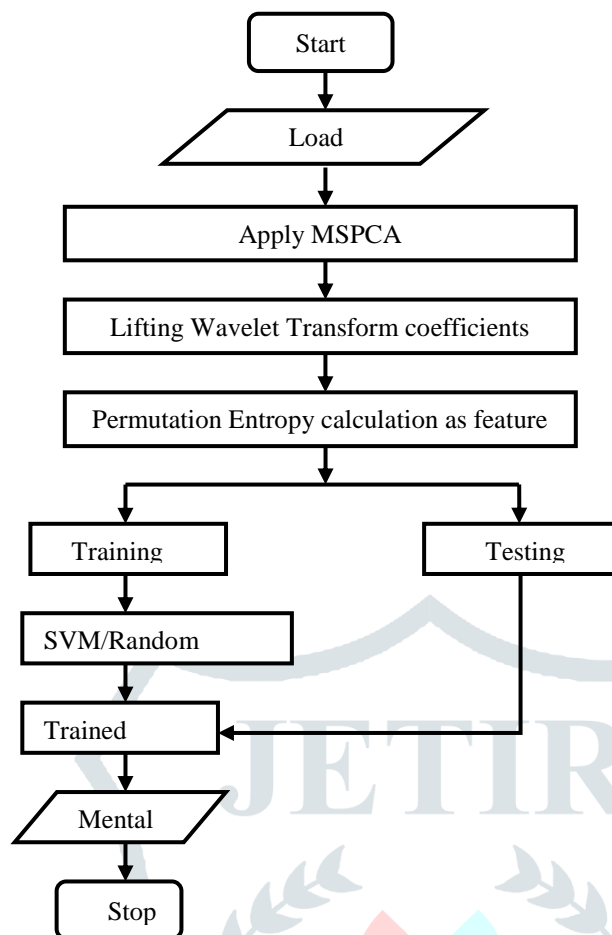 Start
Load
Apply MSPCA
Lifting Wavelet Transform coefficients
Permutation Entropy calculation as feature
Training
Testing
SVM/Random
Trained
JETIR
Mental
Stop